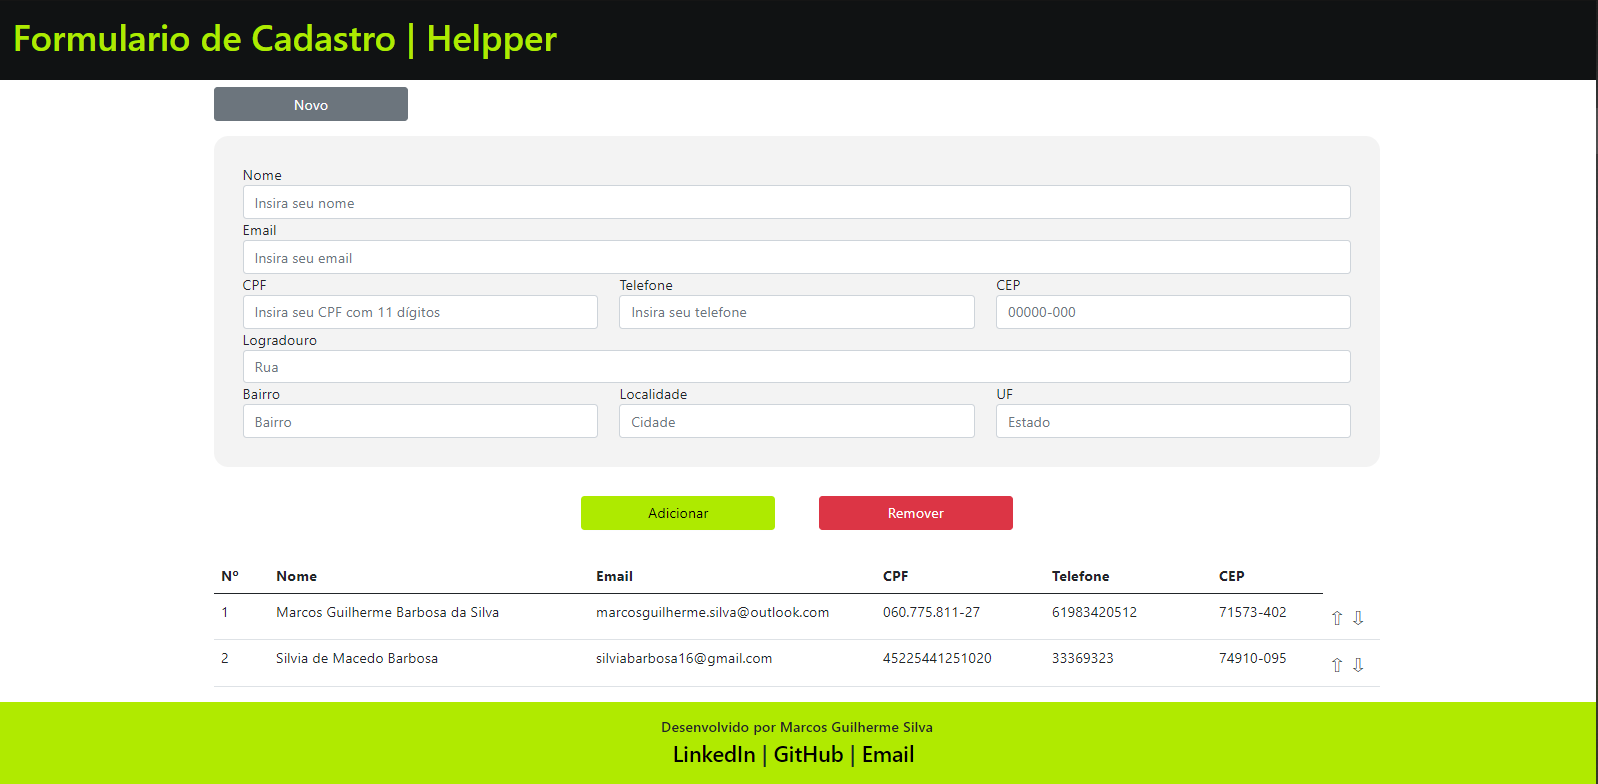 Formulario de Cadastro | Helpper
Novo
Nome
Insira seu nome
Email
Insira seu email
CPF Telefone CEP
Insira seu CPF com 11 dígitos Insira seu telefone 00000-000
Logradouro
Rua
Bairro Localidade UF
Bairro Cidade Estado
Adicionar Remover
Nº Nome Email CPF Telefone CEP
1 Marcos Guilherme Barbosa da Silva marcosguilherme.silva@outlook.com 060.775.811-27 61983420512 71573-402 ⇧ ⇩
2 Silvia de Macedo Barbosa silviabarbosa16@gmail.com 45225441251020 33369323 74910-095 ⇧ ⇩
Desenvolvido por Marcos Guilherme Silva
LinkedIn | GitHub | Email